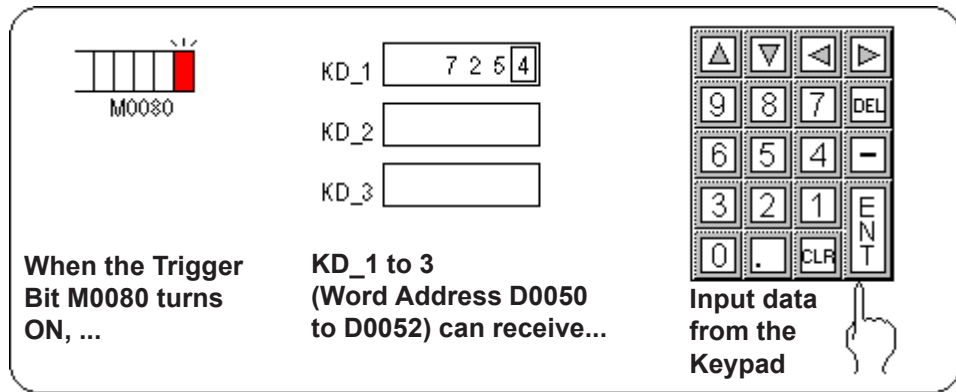 M0080
KD_1
7 2 5 4
KD_2
KD_3
9 8 7 DEL
6 5 4 −
3 2 1
0 . CLR
ENT
When the Trigger
Bit M0080 turns
ON, ...
KD_1 to 3
(Word Address D0050
to D0052) can receive...
Input data
from the
Keypad